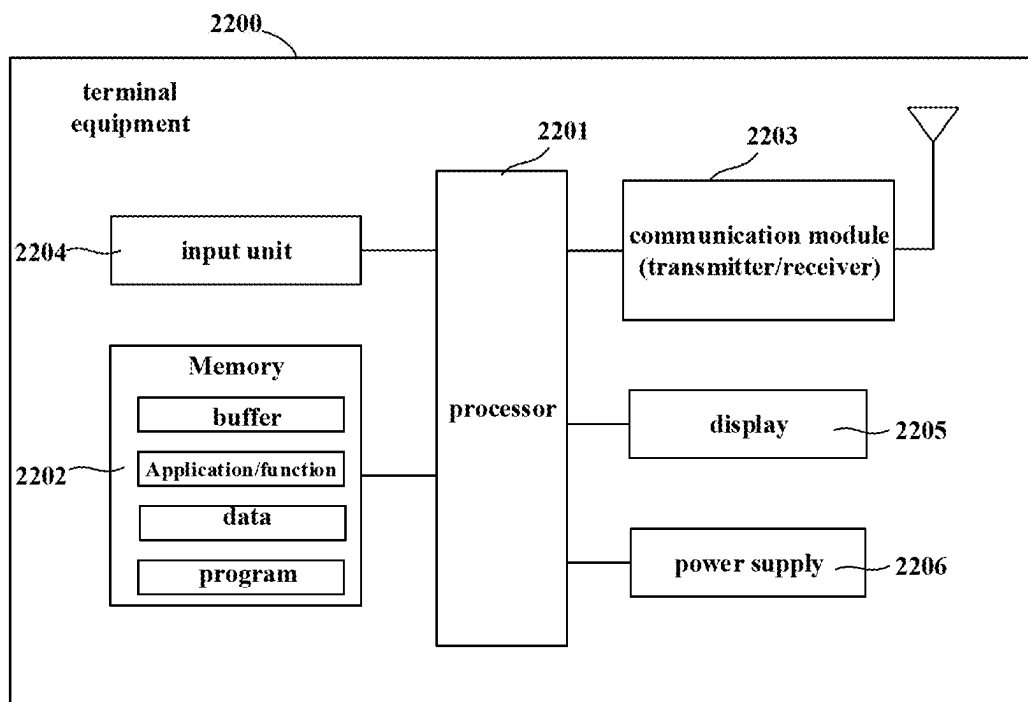 2200
terminal
equipment
2201
2203
2204
input unit
communication module
(transmitter/receiver)
Memory
buffer
Application/function
data
program
2202
processor
display
2205
power supply
2206